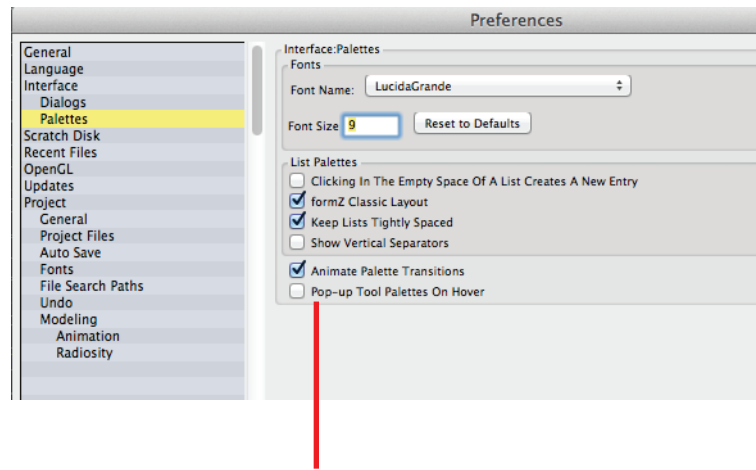 Preferences
General
Language
Interface
Dialogs
Palettes
Scratch Disk
Recent Files
OpenGL
Updates
Project
General
Project Files
Auto Save
Fonts
File Search Paths
Undo
Modeling
Animation
Radiosity
Interface:Palettes
Fonts
Font Name: LucidaGrande
Font Size 9 Reset to Defaults
List Palettes
Clicking In The Empty Space Of A List Creates A New Entry
formZ Classic Layout
Keep Lists Tightly Spaced
Show Vertical Separators
Animate Palette Transitions
Pop-up Tool Palettes On Hover